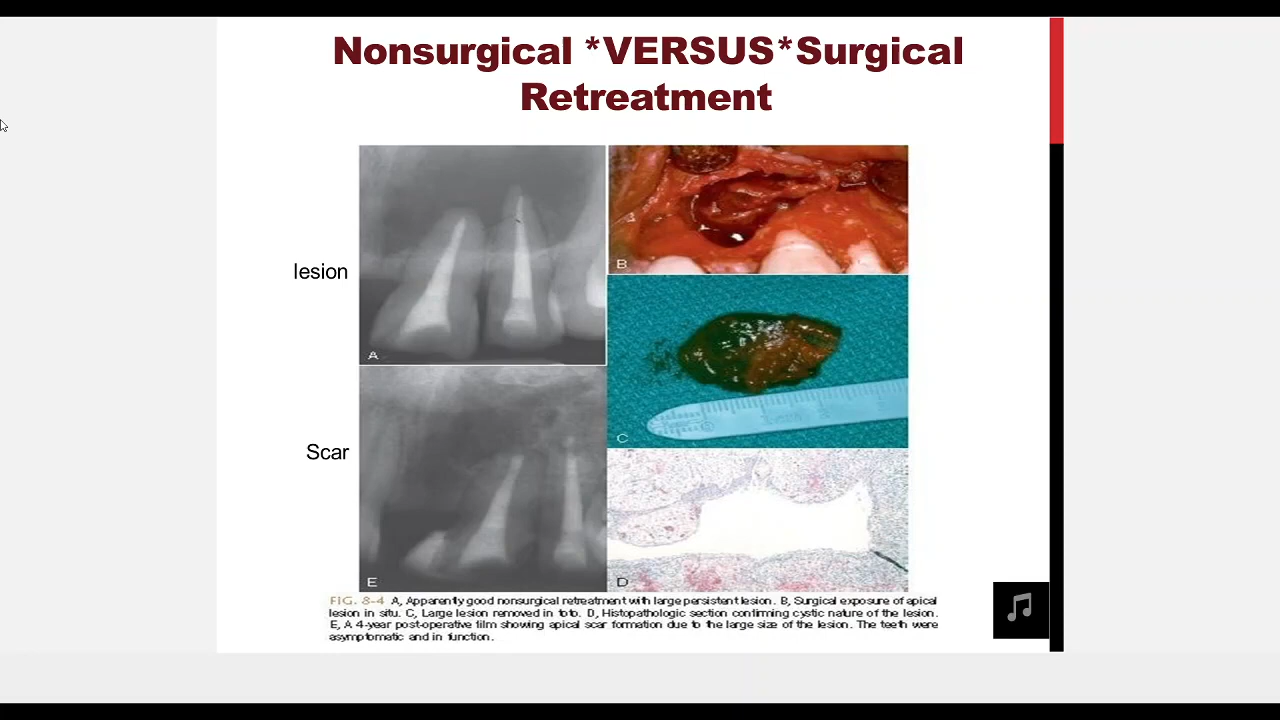 Nonsurgical *VERSUS*Surgical
Retreatment
lesion
A
B
C
Scar
E
D
FIG. 8-4 A, Apparently good nonsurgical retreatment with large persistent lesion. B, Surgical exposure of apical
lesion in situ. C, Large lesion removed in toto. D, Histopathologic section confirming cystic nature of the lesion.
E, A 4-year post-operative film showing apical scar formation due to the large size of the lesion. The teeth were
asymptomatic and in function.